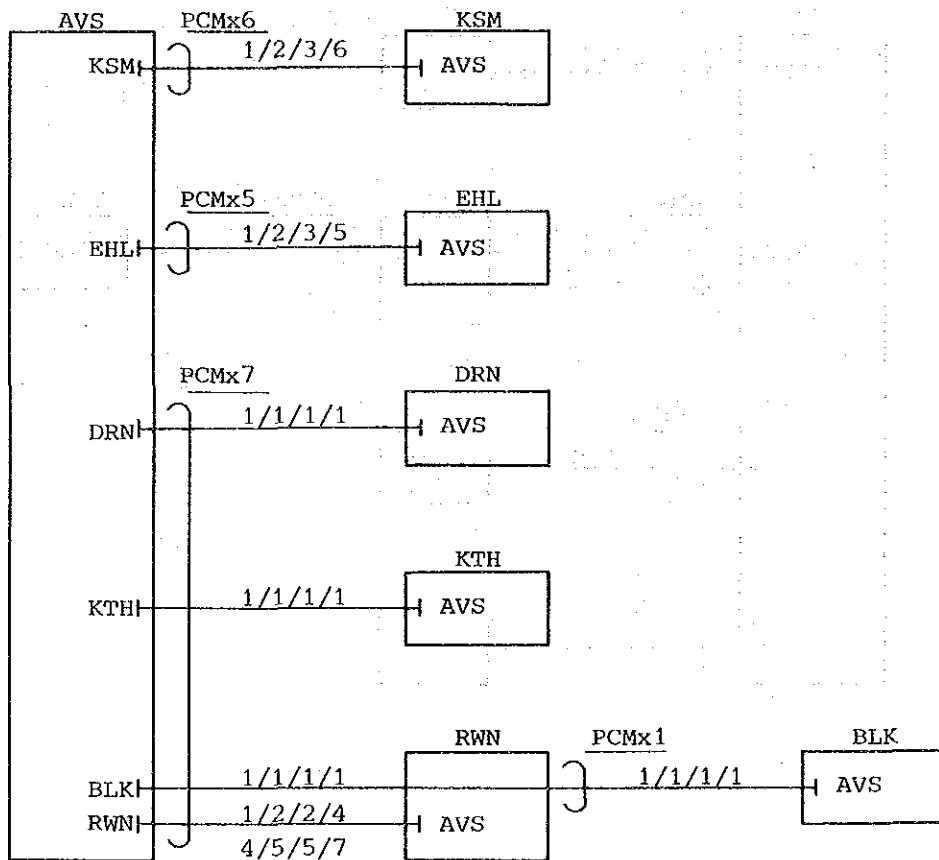 AVS PCMx6 KSM
KSM 1/2/3/6 AVS
PCMx5 EHL
EHL 1/2/3/5 AVS
PCMx7 DRN
DRN 1/1/1/1 AVS
KTH
KTH 1/1/1/1 AVS
RWN PCMx1 BLK
BLK 1/1/1/1 1/1/1/1 AVS
RWN 1/2/2/4 AVS
4/5/5/7